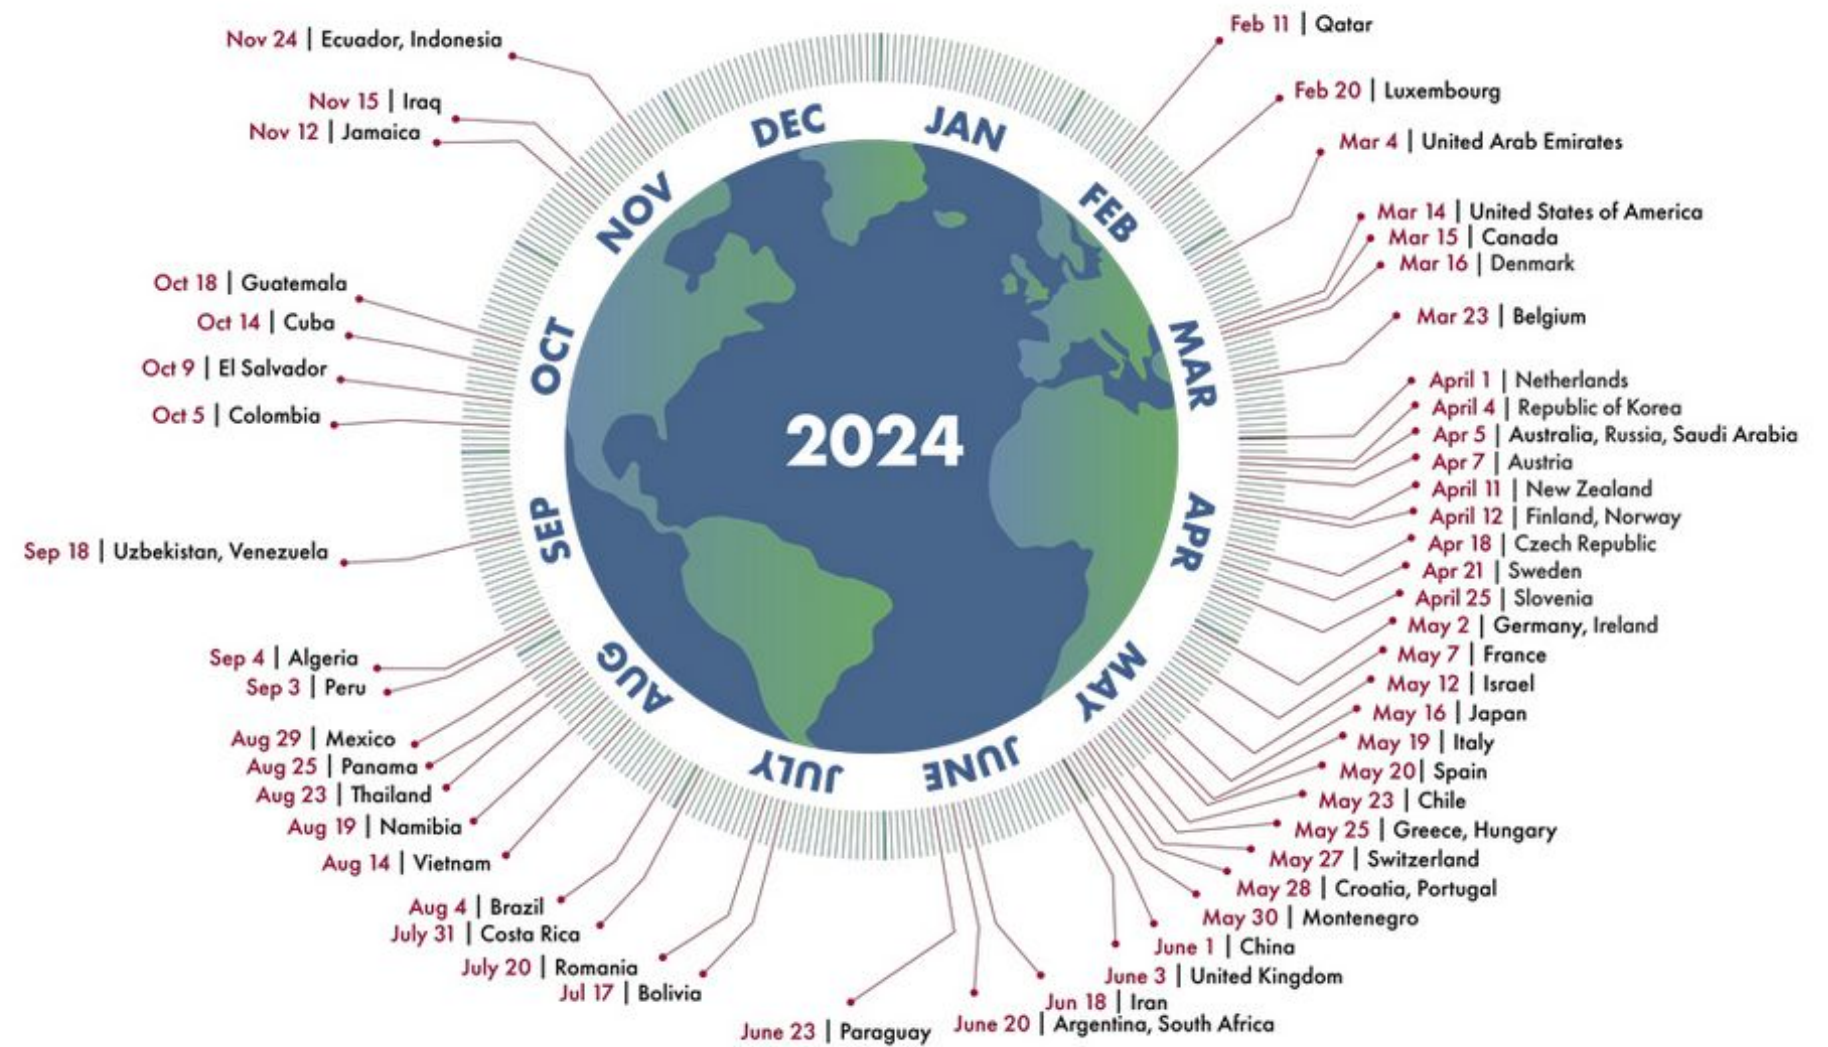 Feb 11 | Qatar
Feb 20 | Luxembourg
Mar 4 | United Arab Emirates
Mar 14 | United States of America
Mar 15 | Canada
Mar 16 | Denmark
Mar 23 | Belgium
April 1 | Netherlands
April 4 | Republic of Korea
Apr 5 | Australia, Russia, Saudi Arabia
Apr 7 | Austria
April 11 | New Zealand
April 12 | Finland, Norway
Apr 18 | Czech Republic
Apr 21 | Sweden
April 25 | Slovenia
May 2 | Germany, Ireland
May 7 | France
May 12 | Israel
May 16 | Japan
May 19 | Italy
May 20| Spain
May 23 | Chile
May 25 | Greece, Hungary
May 27 | Switzerland
May 28 | Croatia, Portugal
May 30 | Montenegro
June 1 | China
June 3 | United Kingdom
Jun 18 | Iran
June 20 | Argentina, South Africa
June 23 | Paraguay
Jul 17 | Bolivia
July 20 | Romania
July 31 | Costa Rica
Aug 4 | Brazil
Aug 14 | Vietnam
Aug 19 | Namibia
Aug 23 | Thailand
Aug 25 | Panama
Aug 29 | Mexico
Sep 3 | Peru
Sep 4 | Algeria
Sep 18 | Uzbekistan, Venezuela
Oct 5 | Colombia
Oct 9 | El Salvador
Oct 14 | Cuba
Oct 18 | Guatemala
Nov 12 | Jamaica
Nov 15 | Iraq
Nov 24 | Ecuador, Indonesia
JAN
FEB
MAR
APR
MAY
JUNE
JULY
AUG
SEP
OCT
NOV
DEC
2024